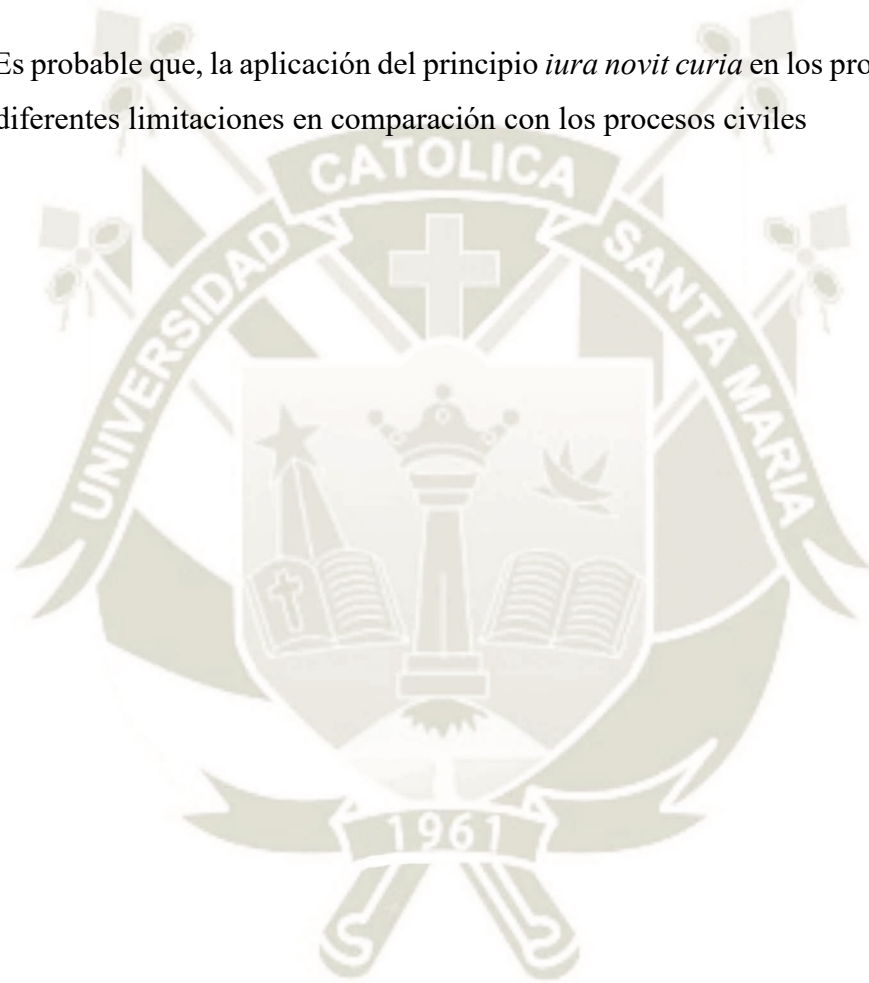 Es probable que, la aplicación del principio iura novit curia en los pro
diferentes limitaciones en comparación con los procesos civiles
UNIVERSIDAD CATOLICA SANTA MARIA
1961